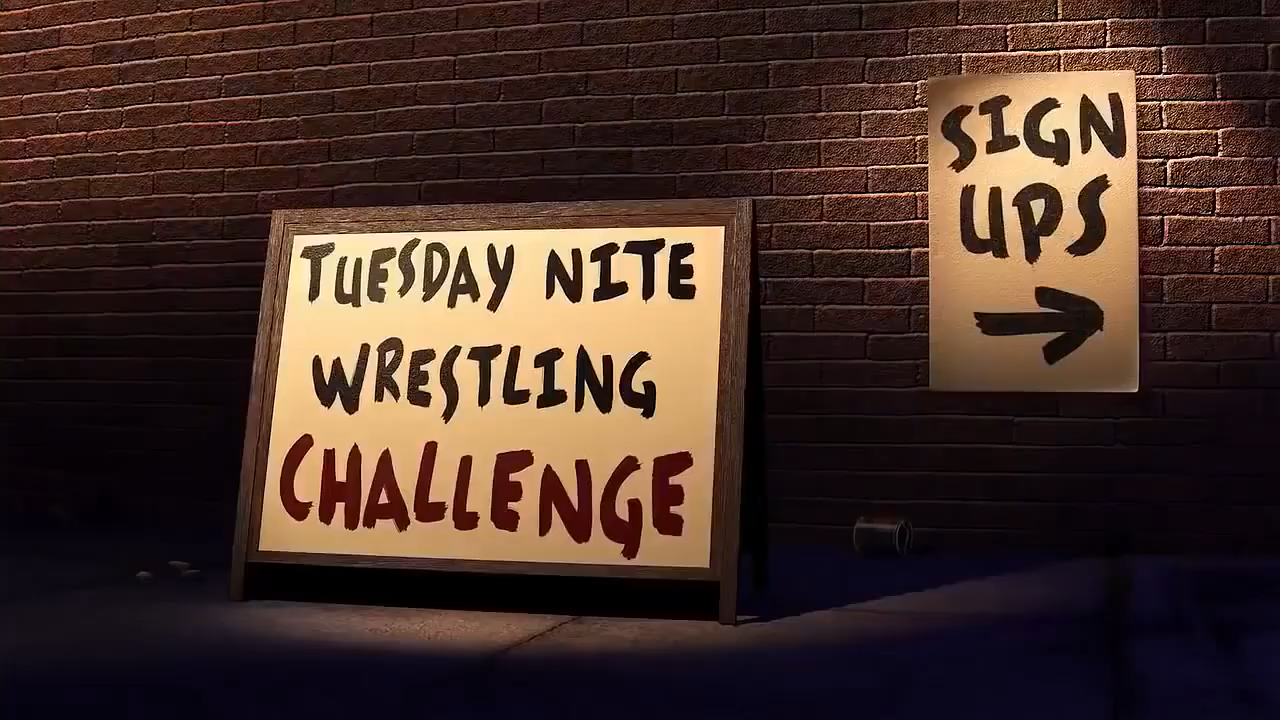 TUESDAY NITE
WRESTLING
CHALLENGE
SIGN
UPS